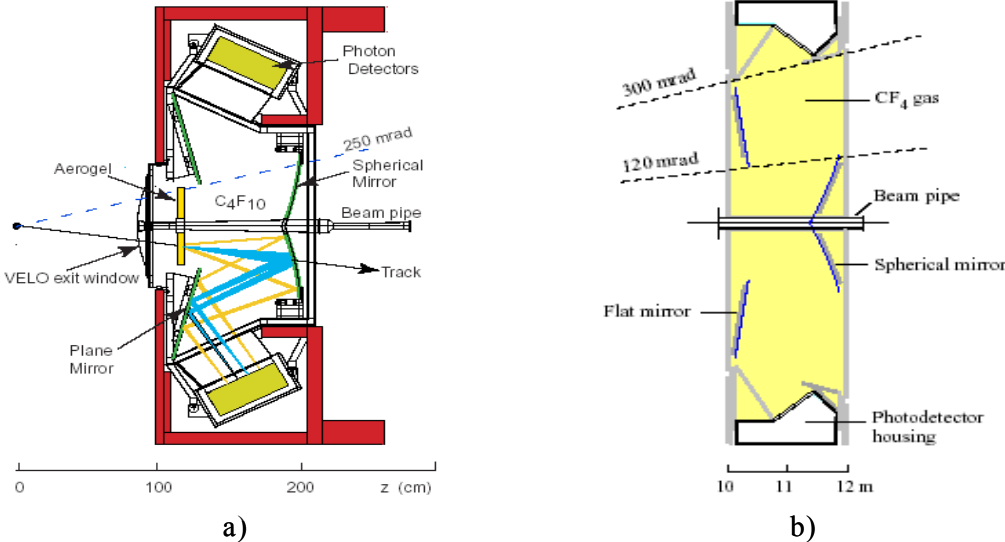 Photon
Detectors
250 mrad
Aerogel
Spherical
Mirror
C4F10
Beam pipe
VELO exit window
Track
Plane
Mirror
0
100
200
z (cm)
a)
300 mrad
CF4 gas
120 mrad
Beam pipe
Spherical mirror
Flat mirror
Photodetector
housing
10
11
12 m
b)